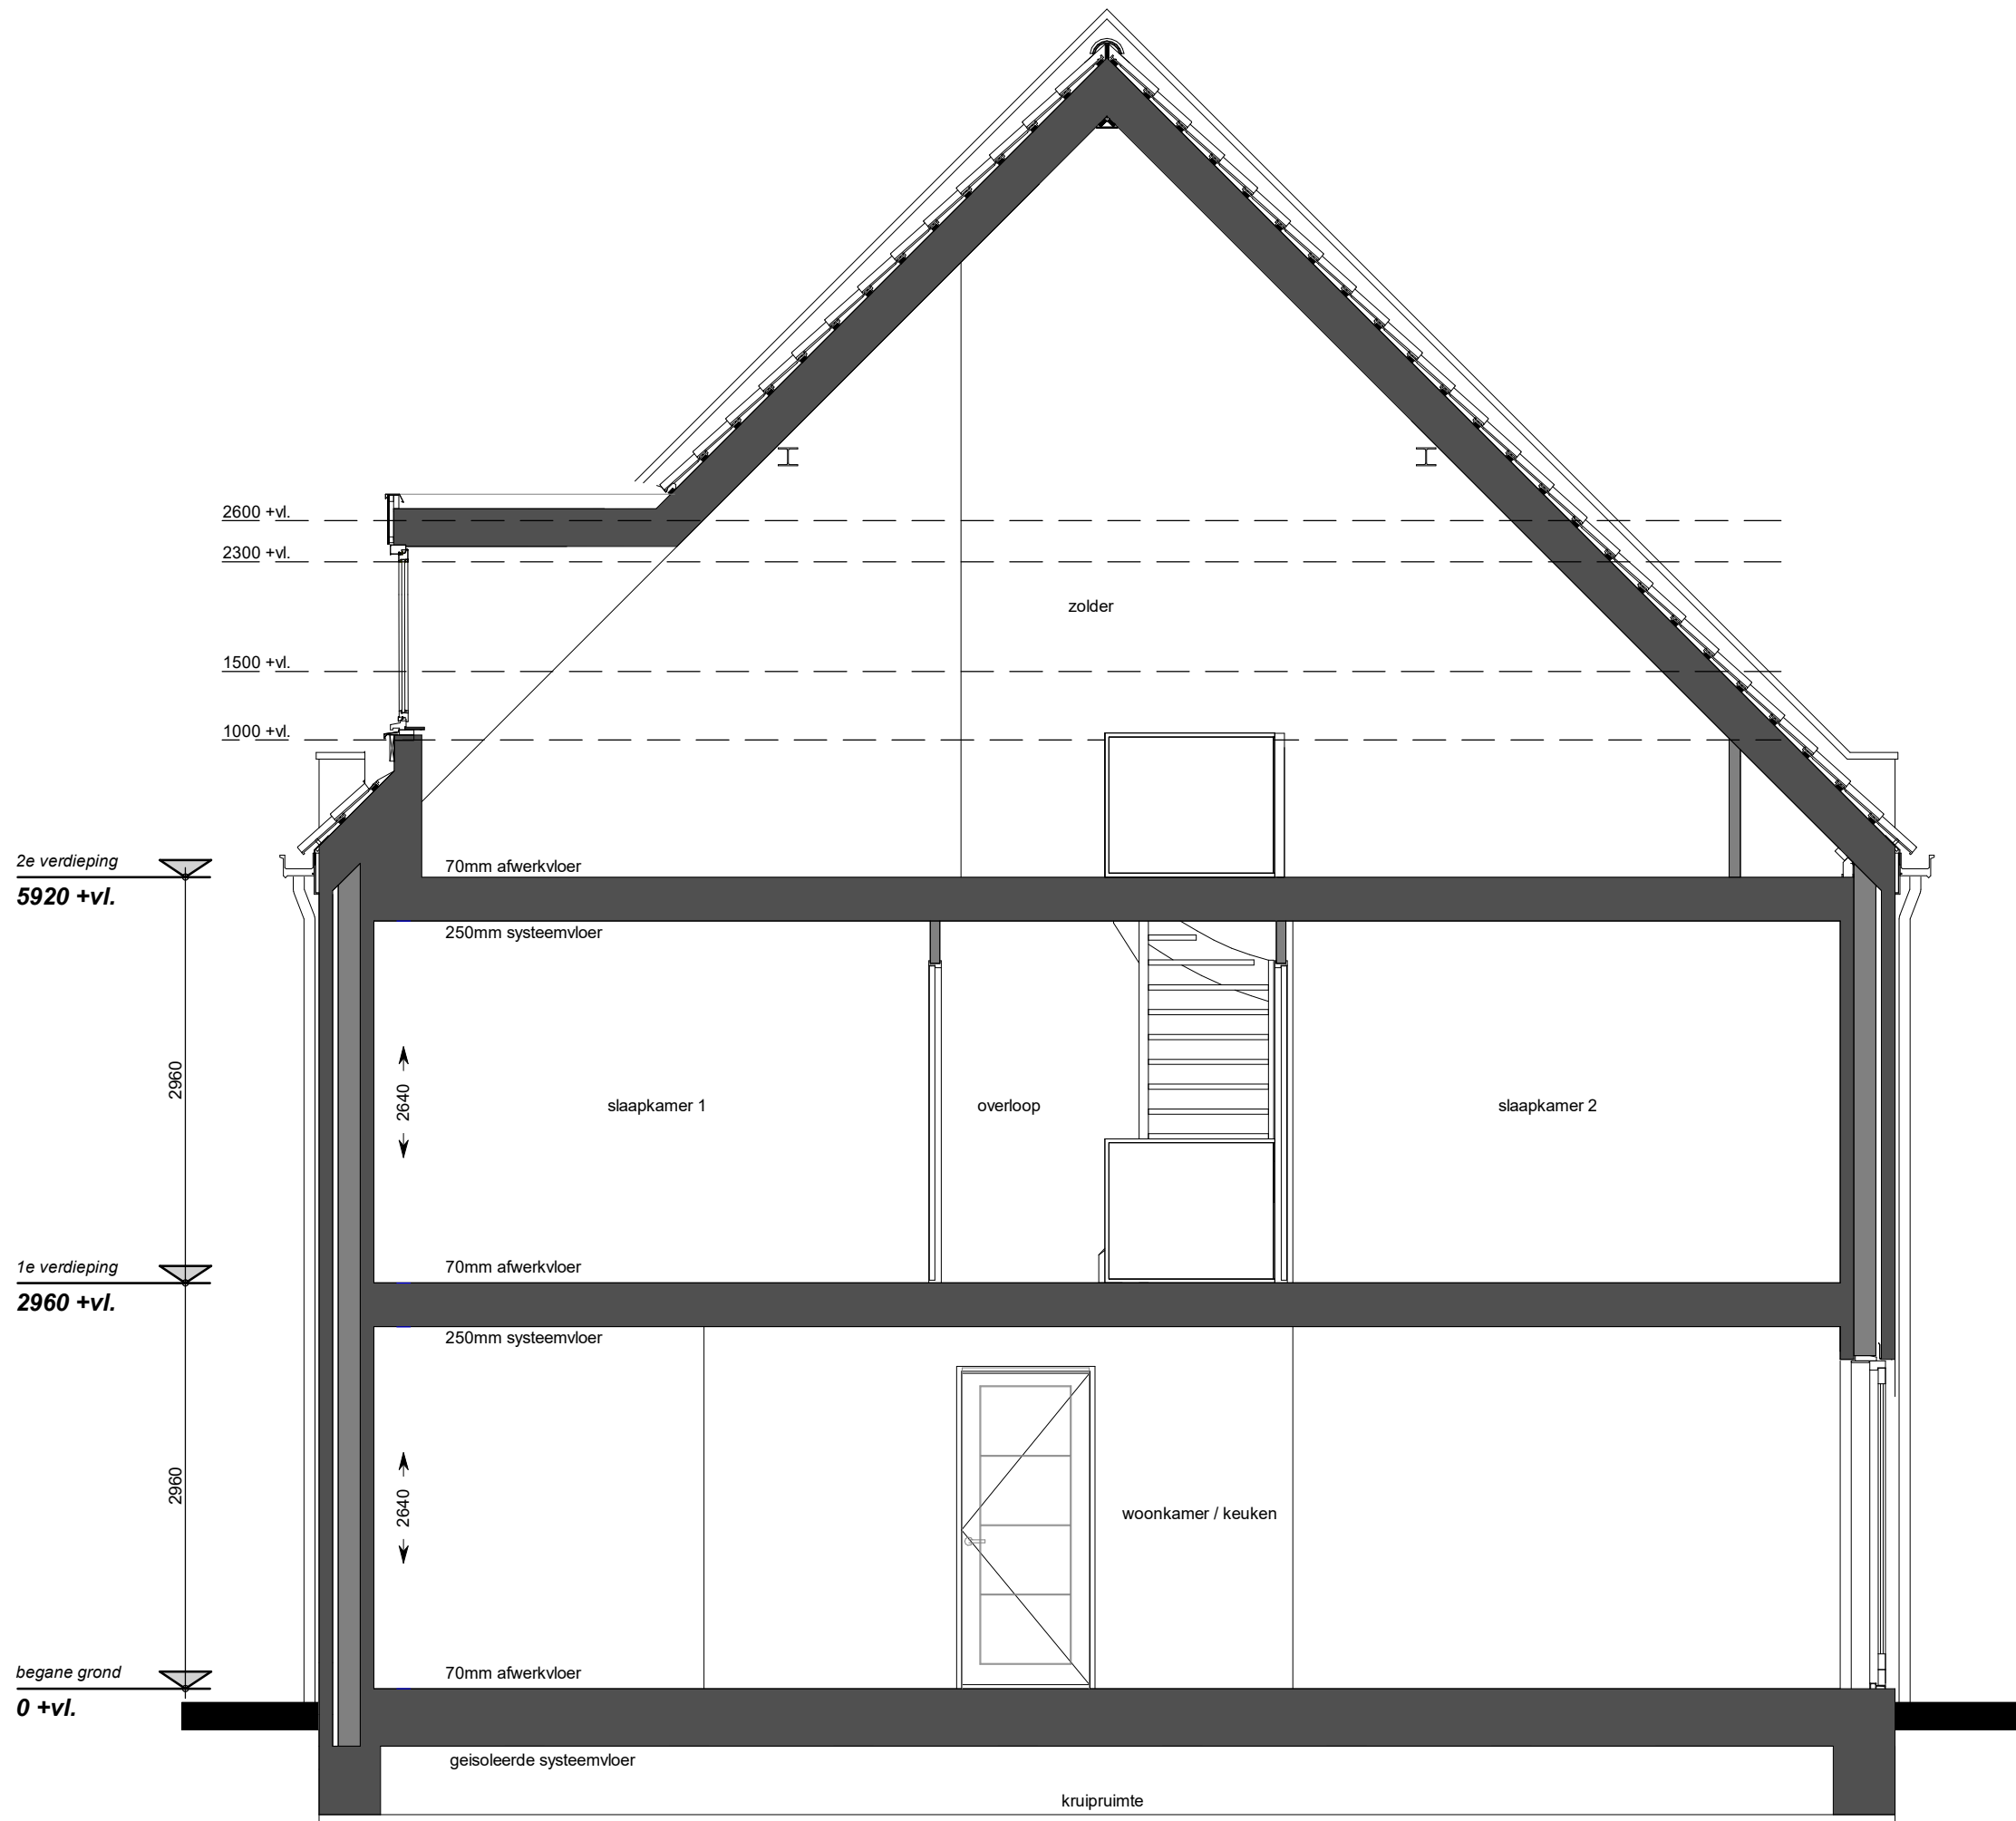 2600 +vl.
2300 +vl.
zolder
1500 +vl.
1000 +vl.
2e verdieping
5920 +vl.
70mm afwerkvloer
250mm systeemvloer
2960
2640
slaapkamer 1
overloop
slaapkamer 2
1e verdieping
2960 +vl.
70mm afwerkvloer
250mm systeemvloer
2960
2640
woonkamer / keuken
begane grond
0 +vl.
70mm afwerkvloer
geisoleerde systeemvloer
kruipruimte